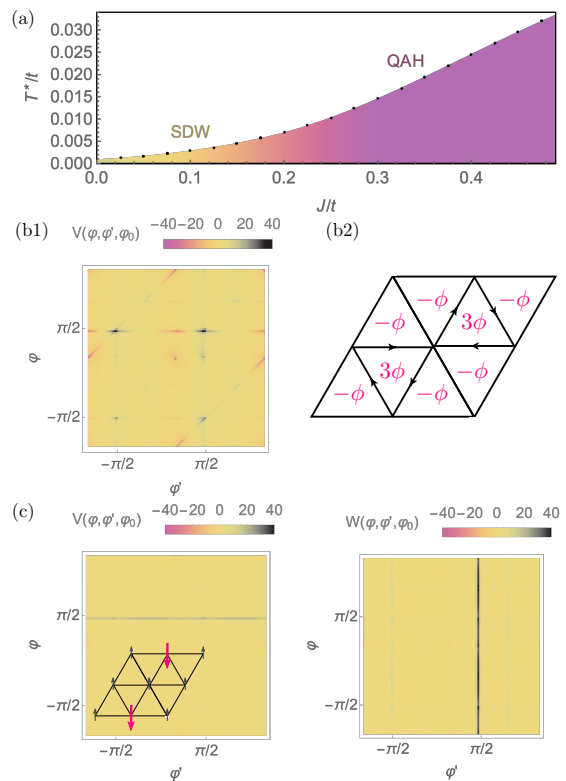 (a)
T*/t
0.030
0.025
0.020
0.015
0.010
0.005
0.000
QAH
SDW
0.0 0.1 0.2 0.3 0.4
J/t
(b1)
V(φ,φ',φ₀)
−40 −20 0 20 40
φ
π/2
−π/2
−π/2 π/2
φ'
(b2)
−ϕ −ϕ
−ϕ 3ϕ
3ϕ −ϕ
−ϕ −ϕ
(c)
V(φ,φ',φ₀)
−40 −20 0 20 40
φ
π/2
−π/2
−π/2 π/2
φ'
W(φ,φ',φ₀)
−40 −20 0 20 40
φ
π/2
−π/2
−π/2 π/2
φ'